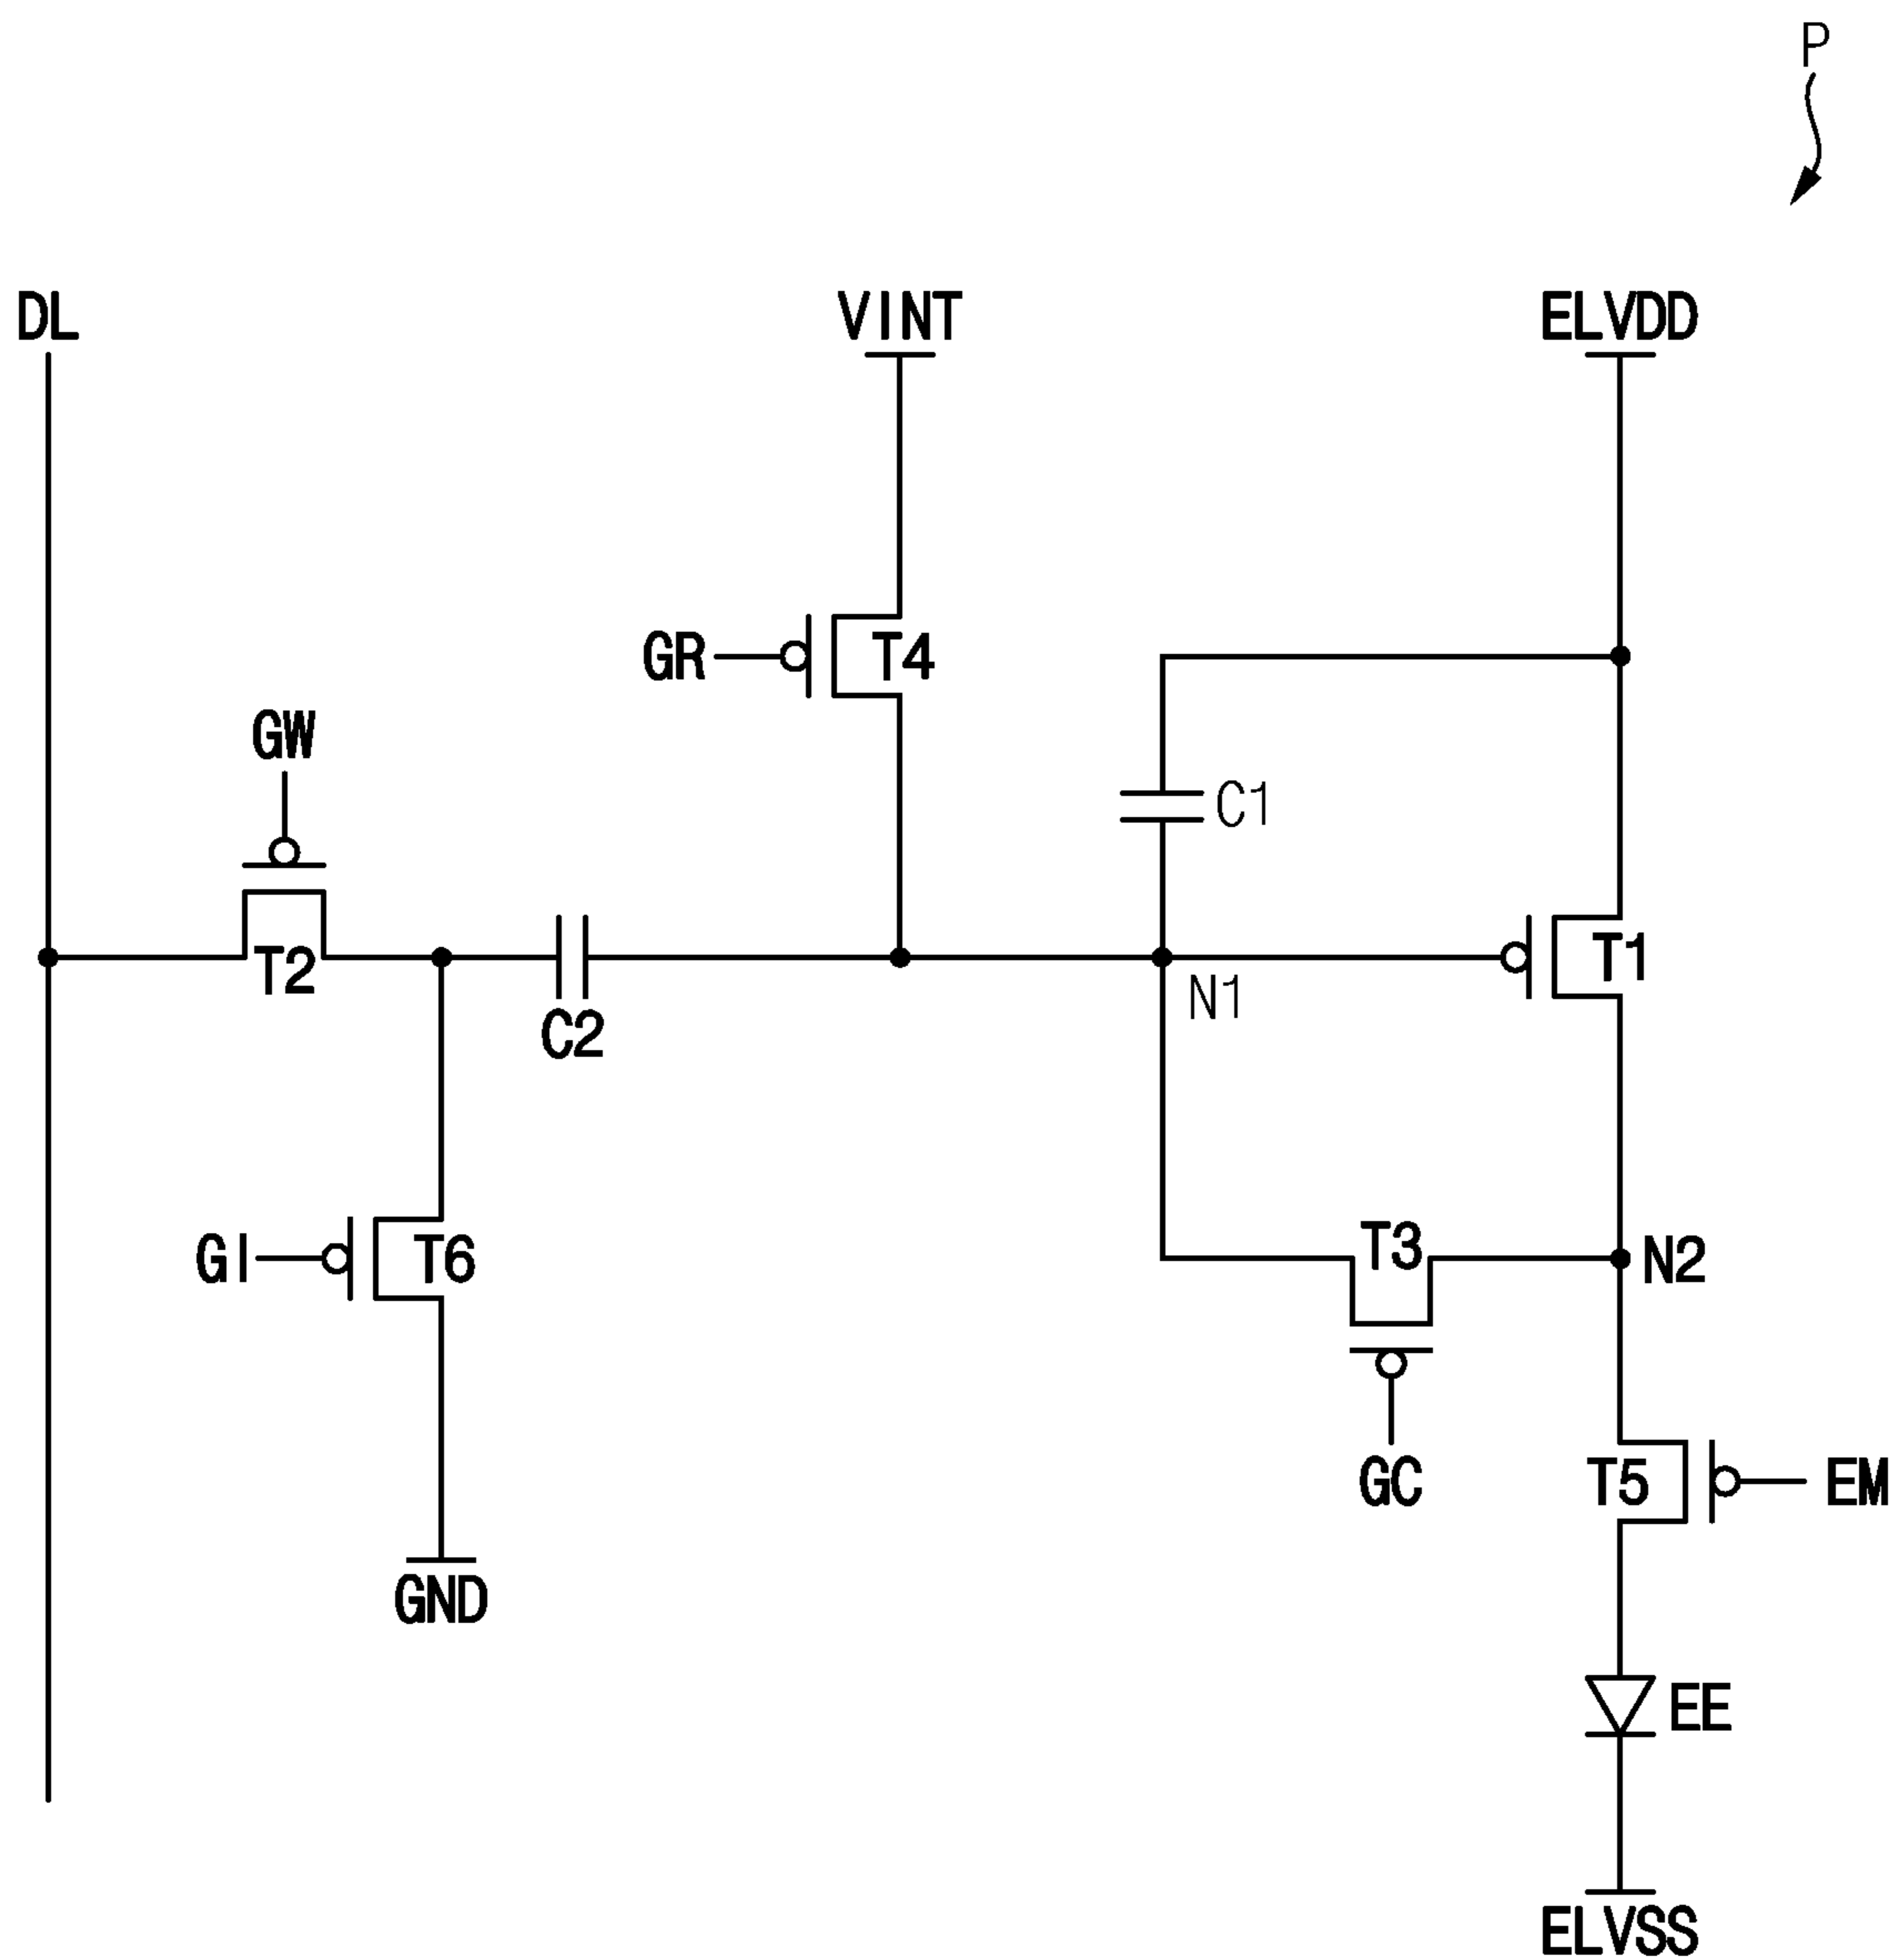 P
DL
VINT
ELVDD
GR
T4
GW
C1
T2
C2
N1
T1
GI
T6
T3
N2
GC
T5
EM
GND
EE
ELVSS